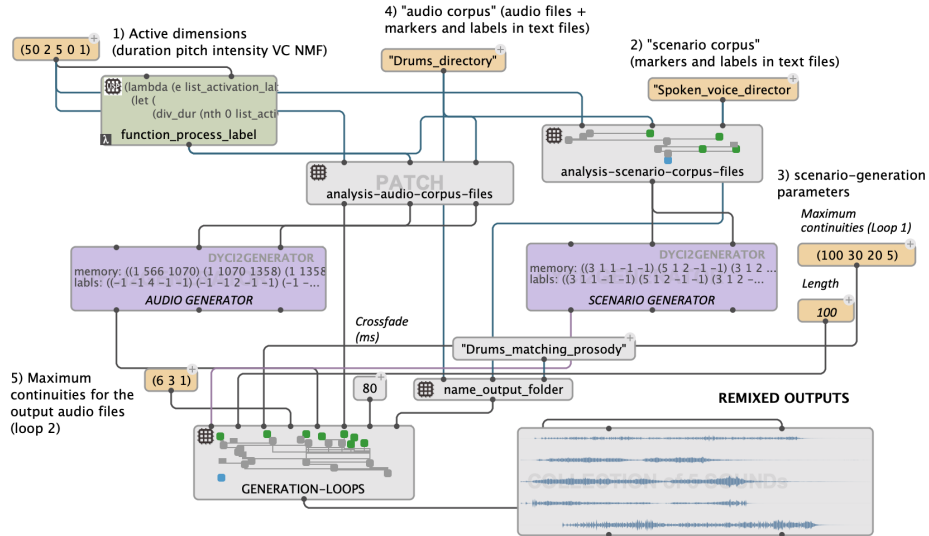 4) "audio corpus" (audio files +
markers and labels in text files)
1) Active dimensions
(duration pitch intensity VC NMF)
(50 2 5 0 1)
2) "scenario corpus"
(markers and labels in text files)
"Drums_directory"
"Spoken_voice_director
(lambda (e list_activation_lal
(let (
(div_dur (nth 0 list_acti
function_process_label
λ
PATCH
analysis-audio-corpus-files
analysis-scenario-corpus-files
3) scenario-generation
parameters
Maximum
continuities (Loop 1)
(100 30 20 5)
DYCI2GENERATOR
memory: ((1 566 1070) (1 1070 1358) (1 1358
labls: ((-1 -1 4 -1 -1) (-1 -1 2 -1 -1) (-1 -...
AUDIO GENERATOR
DYCI2GENERATOR
memory: ((3 1 1 -1 -1) (5 1 2 -1 -1) (3 1 2 ...
labls: ((3 1 1 -1 -1) (5 1 2 -1 -1) (3 1 2 -...
SCENARIO GENERATOR
Length
100
Crossfade
(ms)
"Drums_matching_prosody"
5) Maximum
continuities for the
output audio files
(loop 2)
(6 3 1)
80
name_output_folder
REMIXED OUTPUTS
GENERATION-LOOPS
COLLECTION of 5 SOUNDs